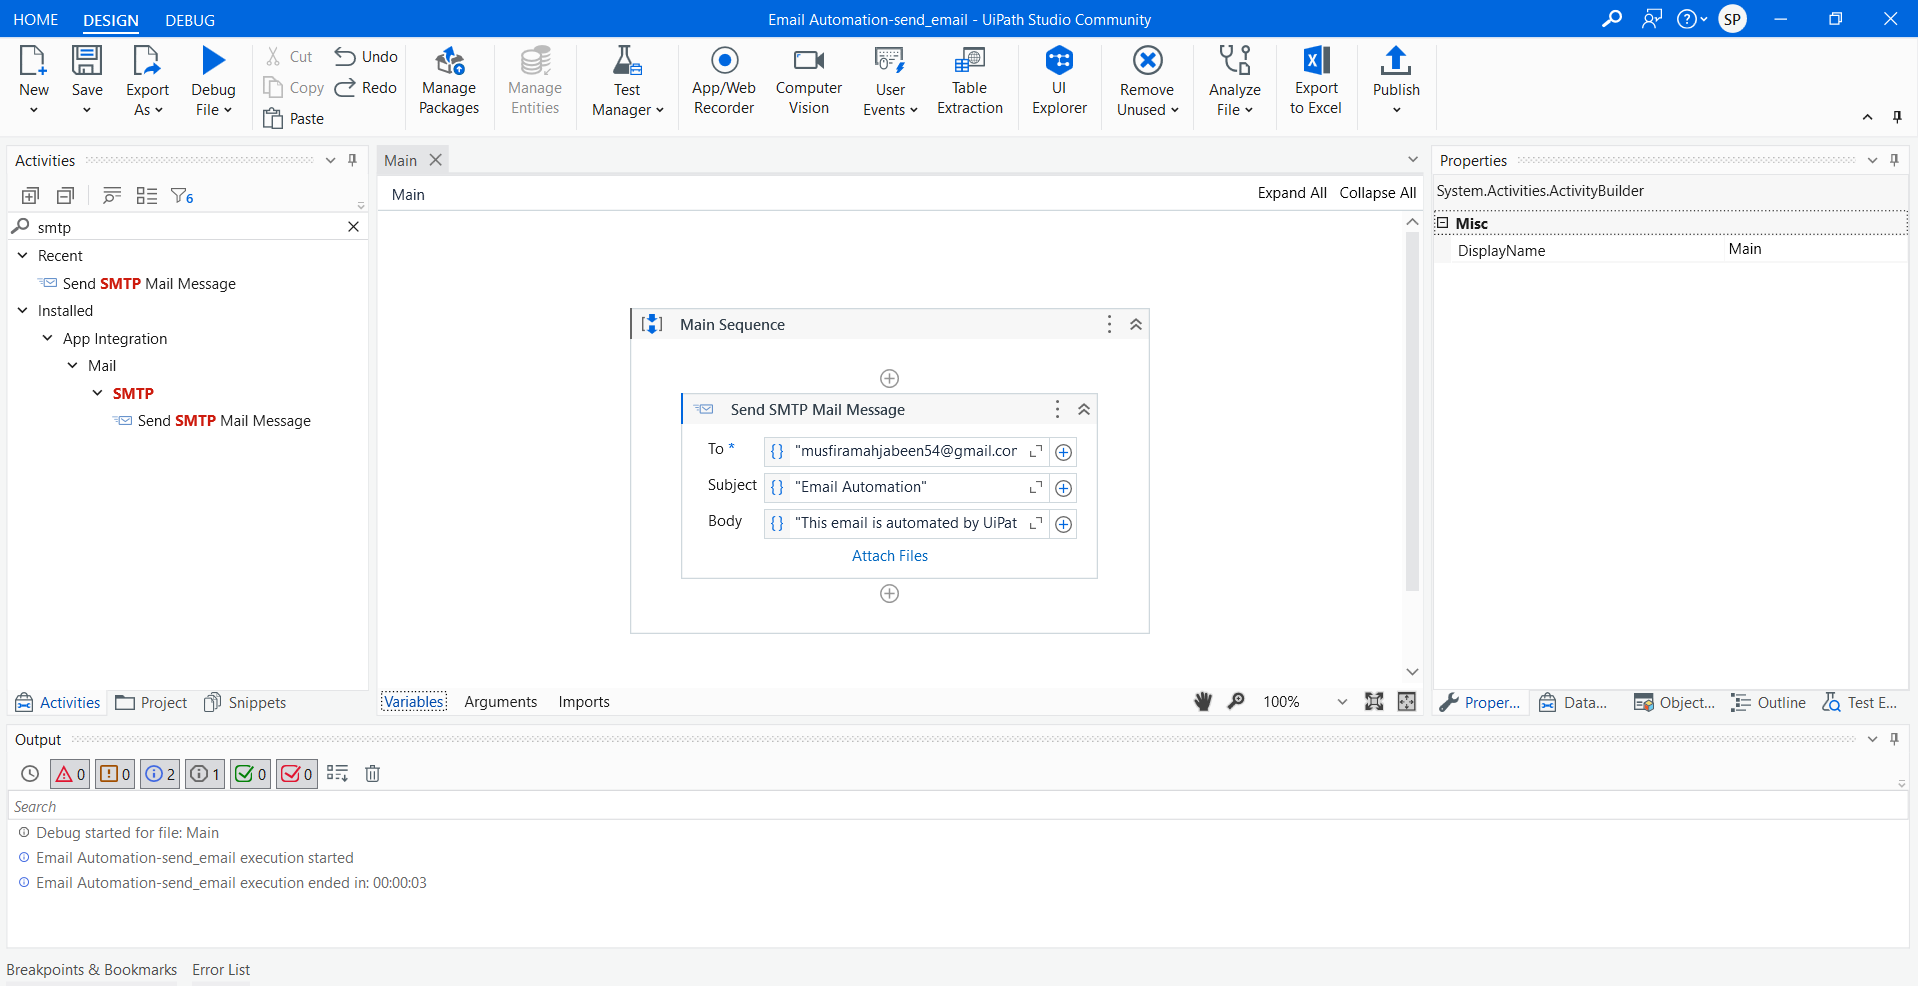 HOME DESIGN DEBUG
Email Automation-send_email - UiPath Studio Community
SP
New
Save
Export As
Debug File
Cut
Copy
Paste
Undo
Redo
Manage Packages
Manage Entities
Test Manager
App/Web Recorder
Computer Vision
User Events
Table Extraction
UI Explorer
Remove Unused
Analyze File
Export to Excel
Publish
Activities
6
smtp
Recent
Send SMTP Mail Message
Installed
App Integration
Mail
SMTP
Send SMTP Mail Message
Activities Project Snippets
Main
Main
Expand All Collapse All
Main Sequence
Send SMTP Mail Message
To * {} "musfiramahjabeen54@gmail.cor
Subject {} "Email Automation"
Body {} "This email is automated by UiPat
Attach Files
Variables Arguments Imports
100%
Properties
System.Activities.ActivityBuilder
Misc
DisplayName Main
Proper... Data... Object... Outline Test E...
Output
0 0 2 1 0 0
Search
Debug started for file: Main
Email Automation-send_email execution started
Email Automation-send_email execution ended in: 00:00:03
Breakpoints & Bookmarks Error List